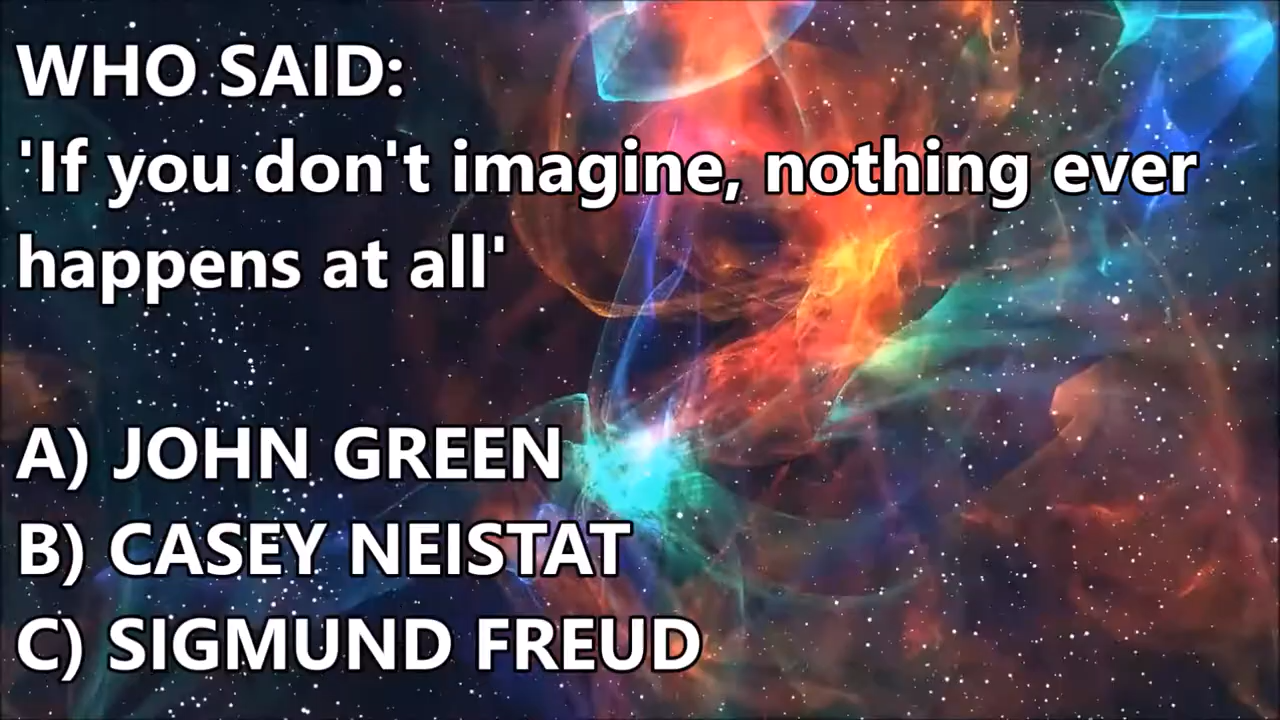 WHO SAID:
'If you don't imagine, nothing ever
happens at all'
A) JOHN GREEN
B) CASEY NEISTAT
C) SIGMUND FREUD